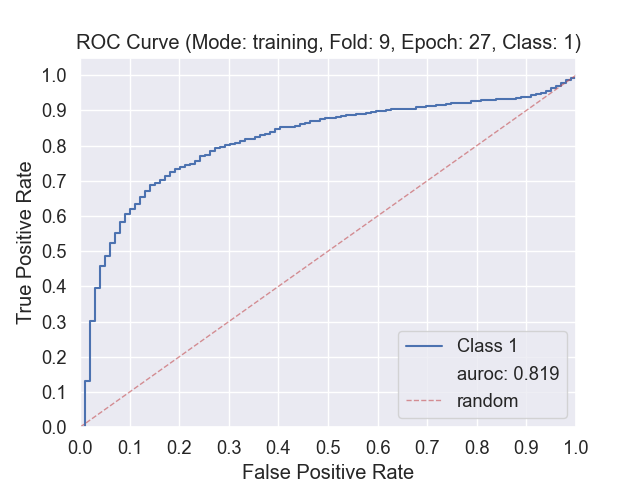 ROC Curve (Mode: training, Fold: 9, Epoch: 27, Class: 1)
True Positive Rate
1.0
0.9
0.8
0.7
0.6
0.5
0.4
0.3
0.2
0.1
0.0
Class 1
auroc: 0.819
random
0.0 0.1 0.2 0.3 0.4 0.5 0.6 0.7 0.8 0.9 1.0
False Positive Rate